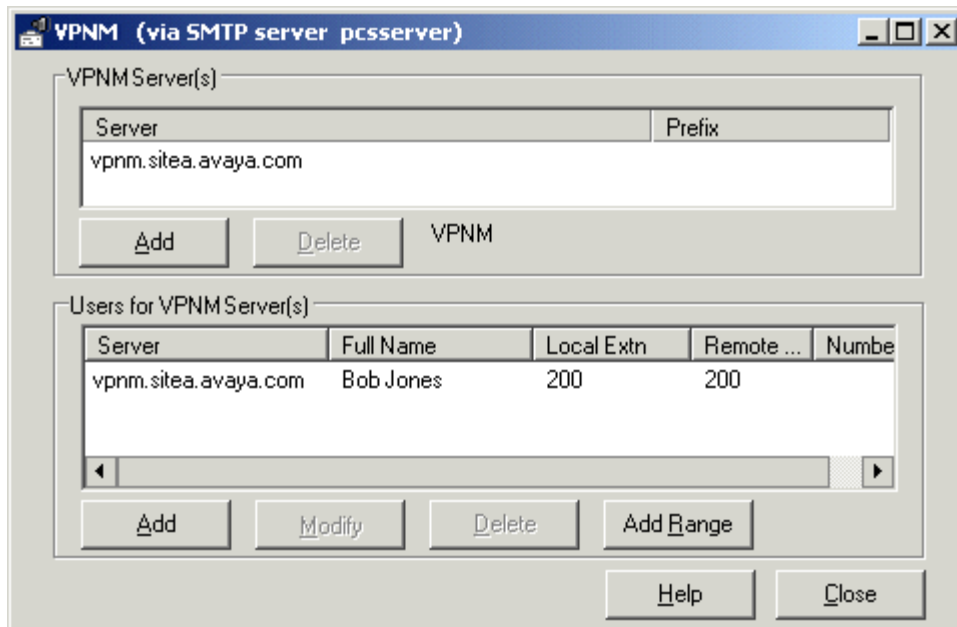 VPNM (via SMTP server pcsserver)
VPNM Server(s)
Server Prefix
vpnm.sitea.avaya.com
Add Delete VPNM
Users for VPNM Server(s)
Server Full Name Local Extn Remote ... Numbe
vpnm.sitea.avaya.com Bob Jones 200 200
Add Modify Delete Add Range
Help Close